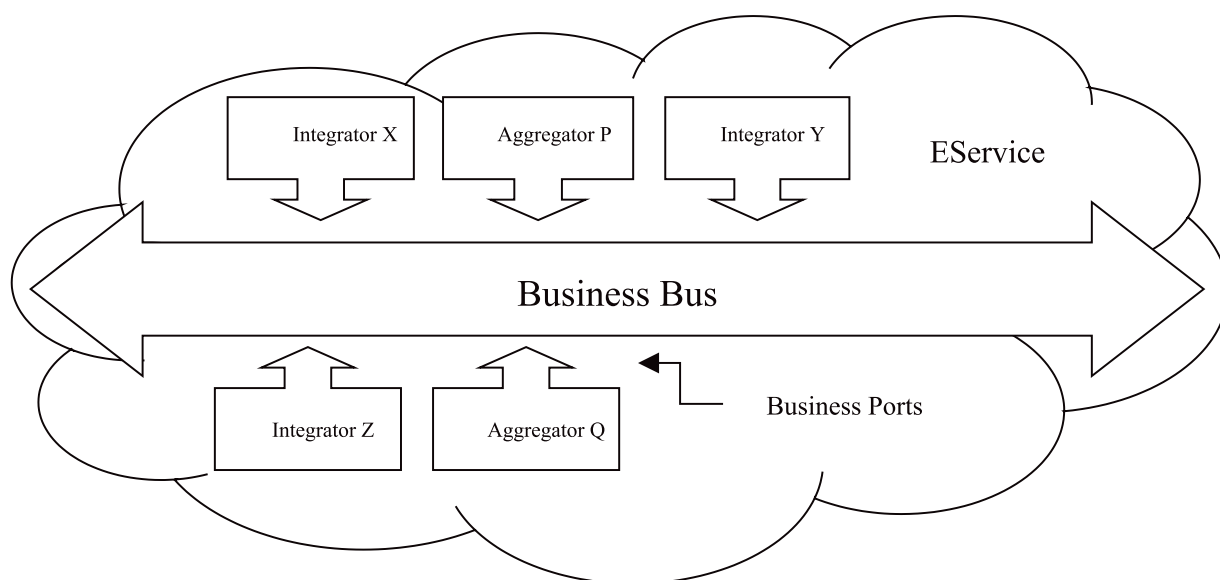 Integrator X
Aggregator P
Integrator Y
EService
Business Bus
Business Ports
Integrator Z
Aggregator Q